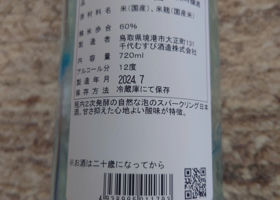 原材料名 米(国産)、米麹(国産米)
精米歩合 60%
製造者 鳥取県境港市大正町131
千代むすび酒造株式会社
内容量 720ml
アルコール分 12度
製造年月 2024.7
保存方法 冷蔵庫にて保存
瓶内2次発酵の自然な泡のスパークリング日本
酒。甘さ抑えた心地よい酸味が特徴。
※お酒は二十歳になってから